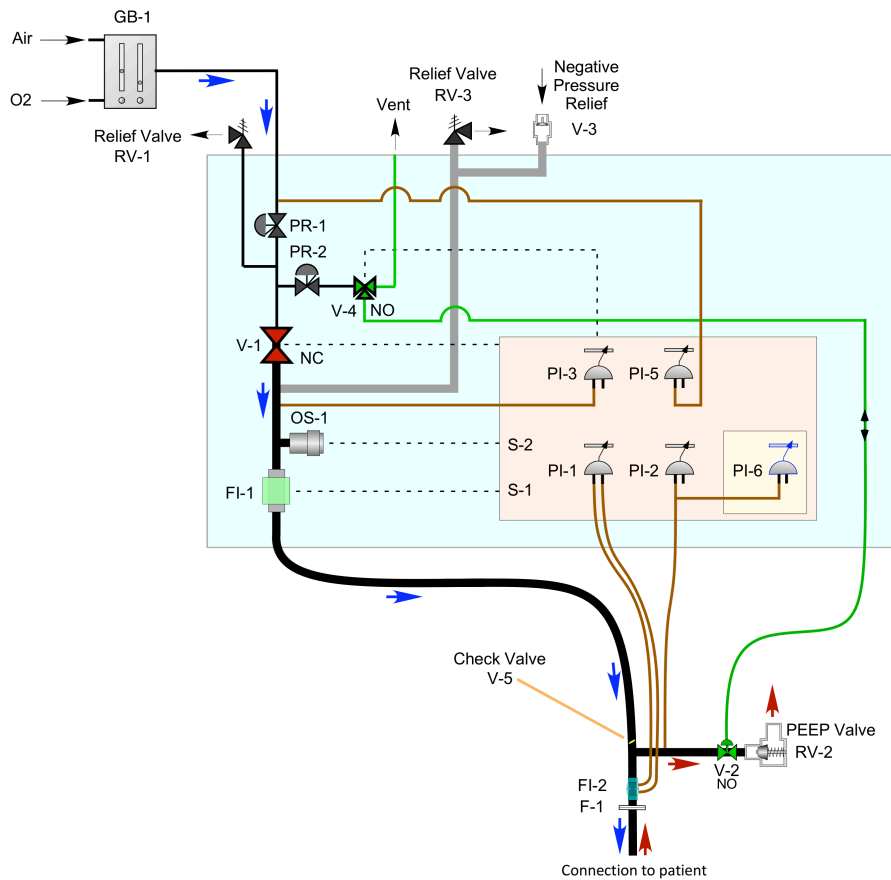 GB-1
Air
O2
Relief Valve
RV-1
Vent
Relief Valve
RV-3
Negative
Pressure
Relief
V-3
PR-1
PR-2
V-4
NO
V-1
NC
PI-3
PI-5
OS-1
S-2
PI-1
PI-2
PI-6
FI-1
S-1
Check Valve
V-5
PEEP Valve
RV-2
V-2
NO
FI-2
F-1
Connection to patient